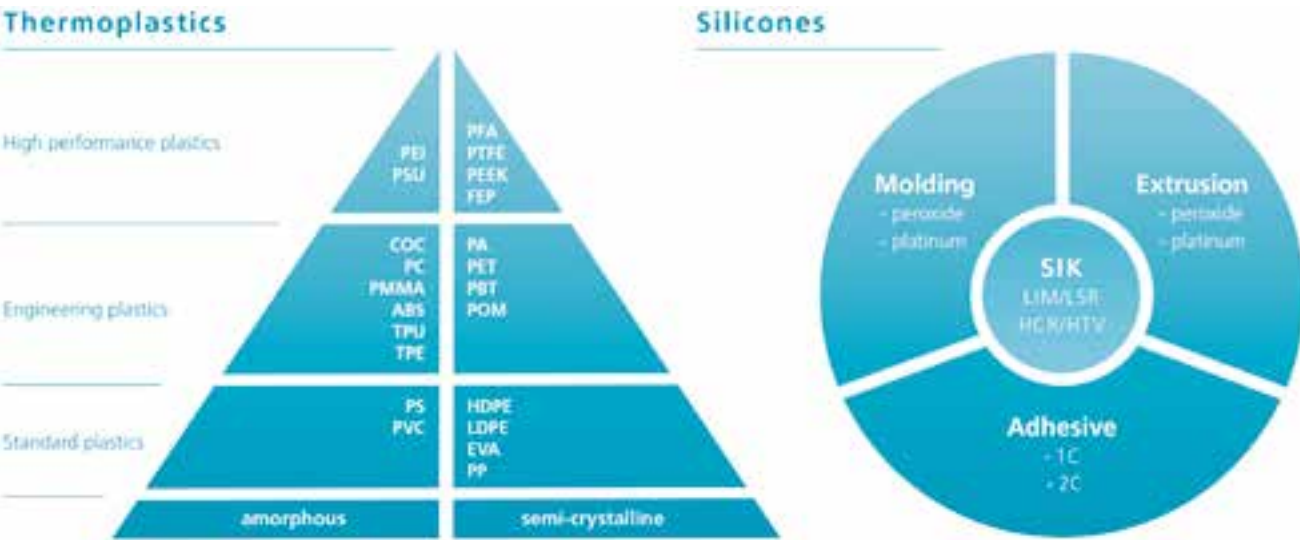 Thermoplastics
High performance plastics
PEI
PSU
PFA
PTFE
PEEK
FEP
Engineering plastics
COC
PC
PMMA
ABS
TPU
TPE
PA
PET
PBT
POM
Standard plastics
PS
PVC
HDPE
LDPE
EVA
PP
amorphous
semi-crystalline
Silicones
Molding
- peroxide
- platinum
Extrusion
- peroxide
- platinum
SIK
LIM/LSR
HCR/HTV
Adhesive
- 1C
- 2C